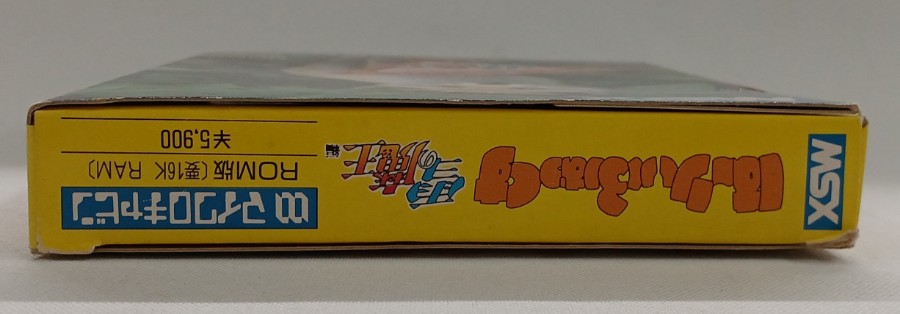 MSX
は〜りぃふぉっくす
雪の魔王編
マイクロキャビン
ROM版(要16K RAM)
¥5,900